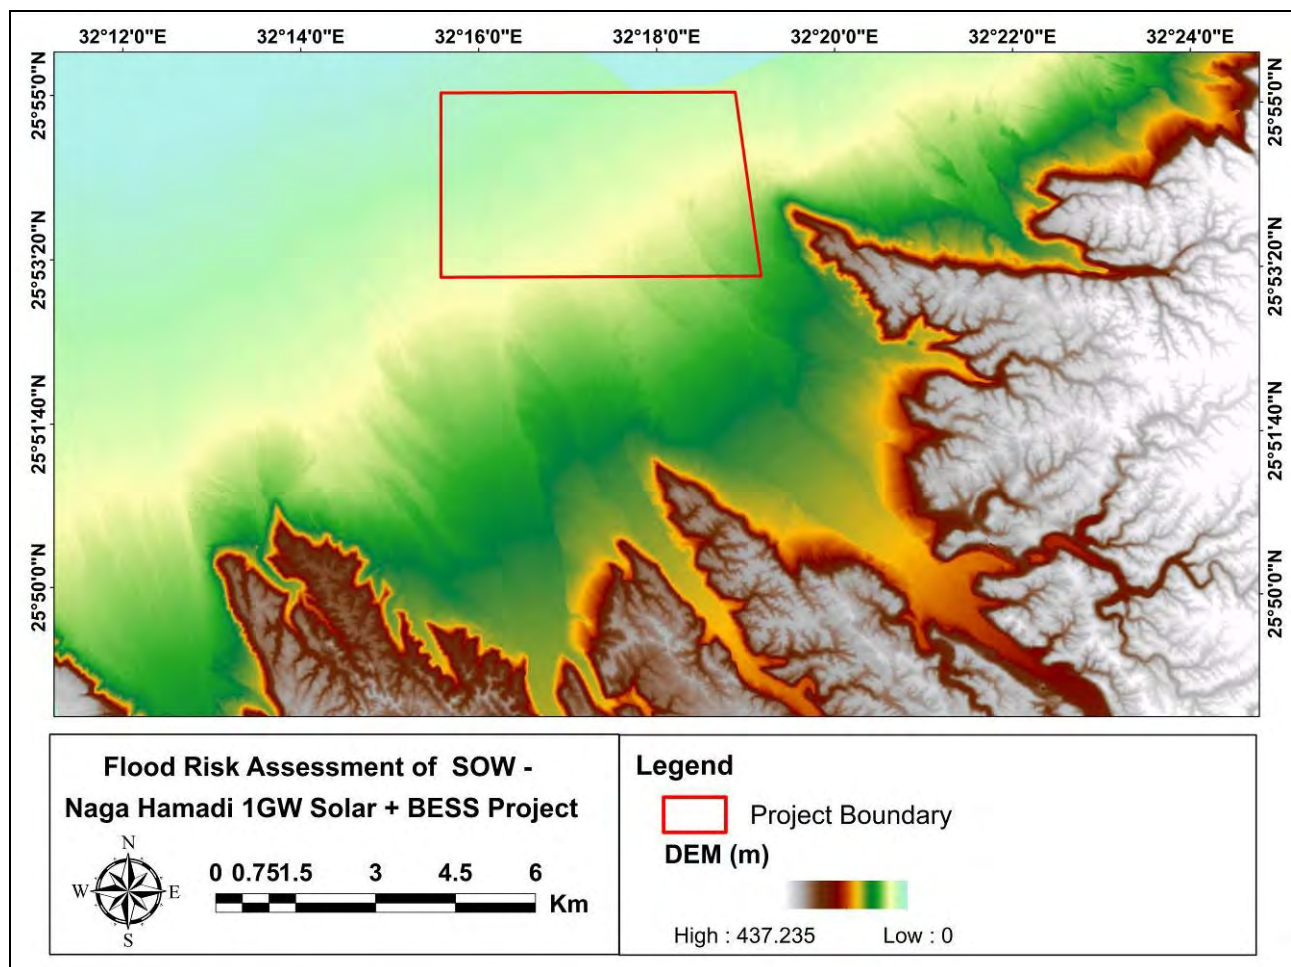 32°12'0"E 32°14'0"E 32°16'0"E 32°18'0"E 32°20'0"E 32°22'0"E 32°24'0"E
25°55'0"N 25°55'0"N
25°53'20"N 25°53'20"N
25°51'40"N 25°51'40"N
25°50'0"N 25°50'0"N
Flood Risk Assessment of SOW -
Naga Hamadi 1GW Solar + BESS Project
N
W E
S
0 0.751.5 3 4.5 6
Km
Legend
Project Boundary
DEM (m)
High : 437.235 Low : 0